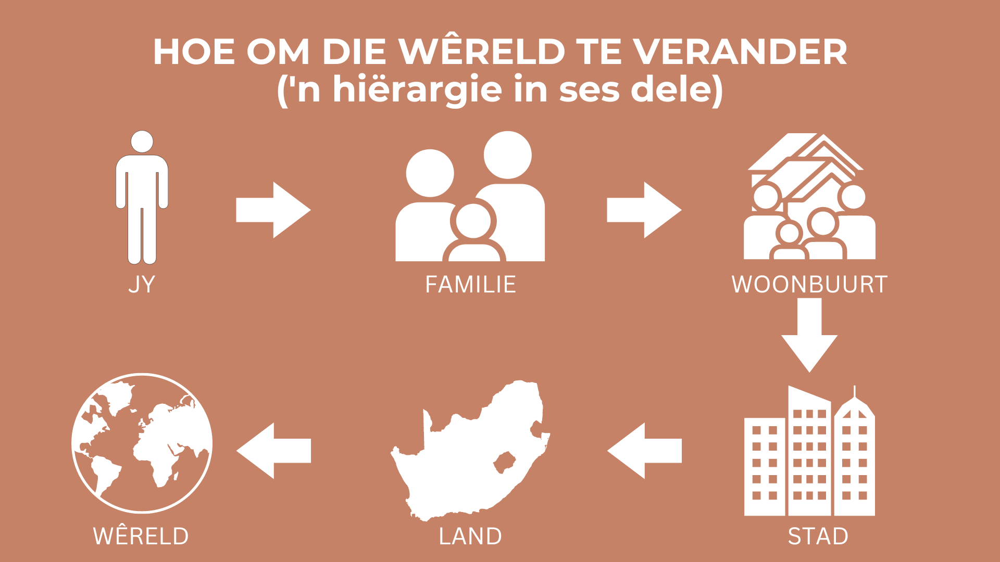 HOE OM DIE WÊRELD TE VERANDER
('n hiërargie in ses dele)
JY
FAMILIE
WOONBUURT
STAD
LAND
WÊRELD